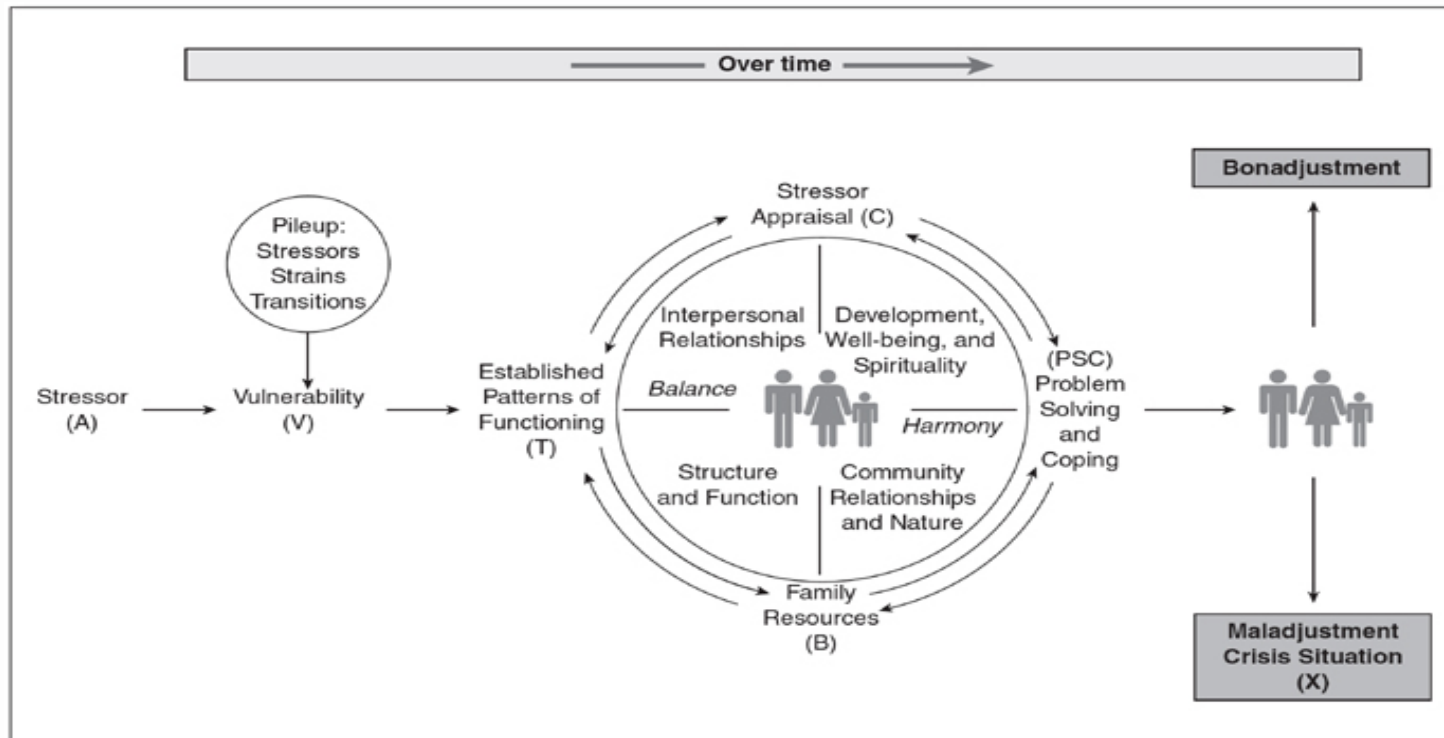 Over time
Bonadjustment
Stressor
Appraisal (C)
Pileup:
Stressors
Strains
Transitions
Interpersonal
Relationships
Development,
Well-being, and
Spirituality
Stressor
(A)
Vulnerability
(V)
Established
Patterns of
Functioning
(T)
Balance
Harmony
(PSC)
Problem
Solving
and
Coping
Structure
and Function
Community
Relationships
and Nature
Family
Resources
(B)
Maladjustment
Crisis Situation
(X)